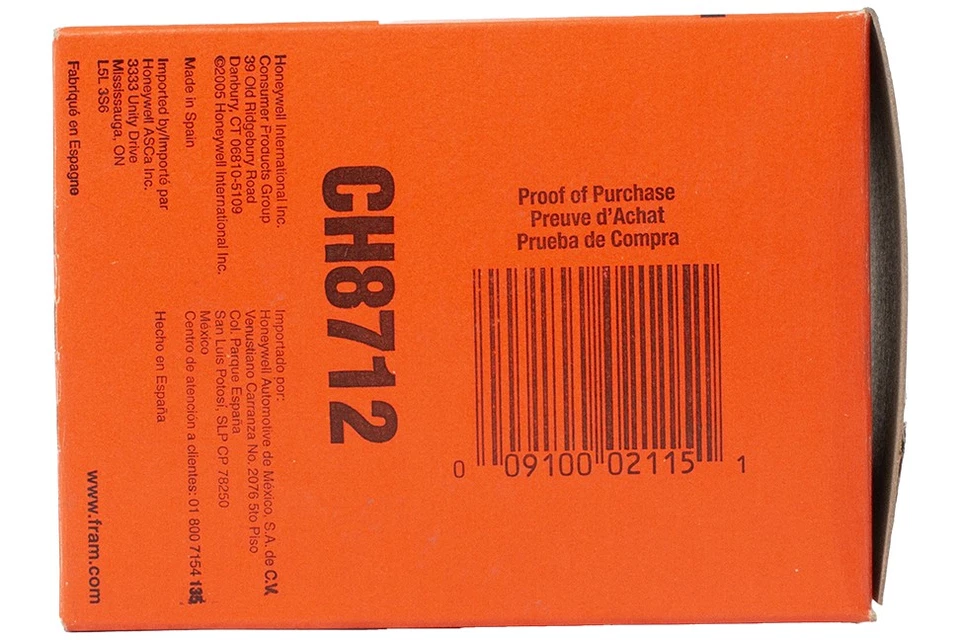 Proof of Purchase
Preuve d'Achat
Prueba de Compra
0 09100 02115 1
CH8712
Honeywell International Inc.
Consumer Products Group
39 Old Ridgebury Road
Danbury, CT 06810-5109
©2005 Honeywell International Inc.
Made in Spain
Imported by/Importé par
Honeywell ASCa Inc.
3333 Unity Drive
Mississauga, ON
L5L 3S6
Fabriqué en Espagne
Importado por:
Honeywell Automotive de México, S.A. de C.V.
Venustiano Carranza No. 2076 5to Piso
Col. Parque España
San Luis Potosí, SLP CP 78250
México
Centro de atención a clientes: 01 800 7154 135
Hecho en España
www.fram.com